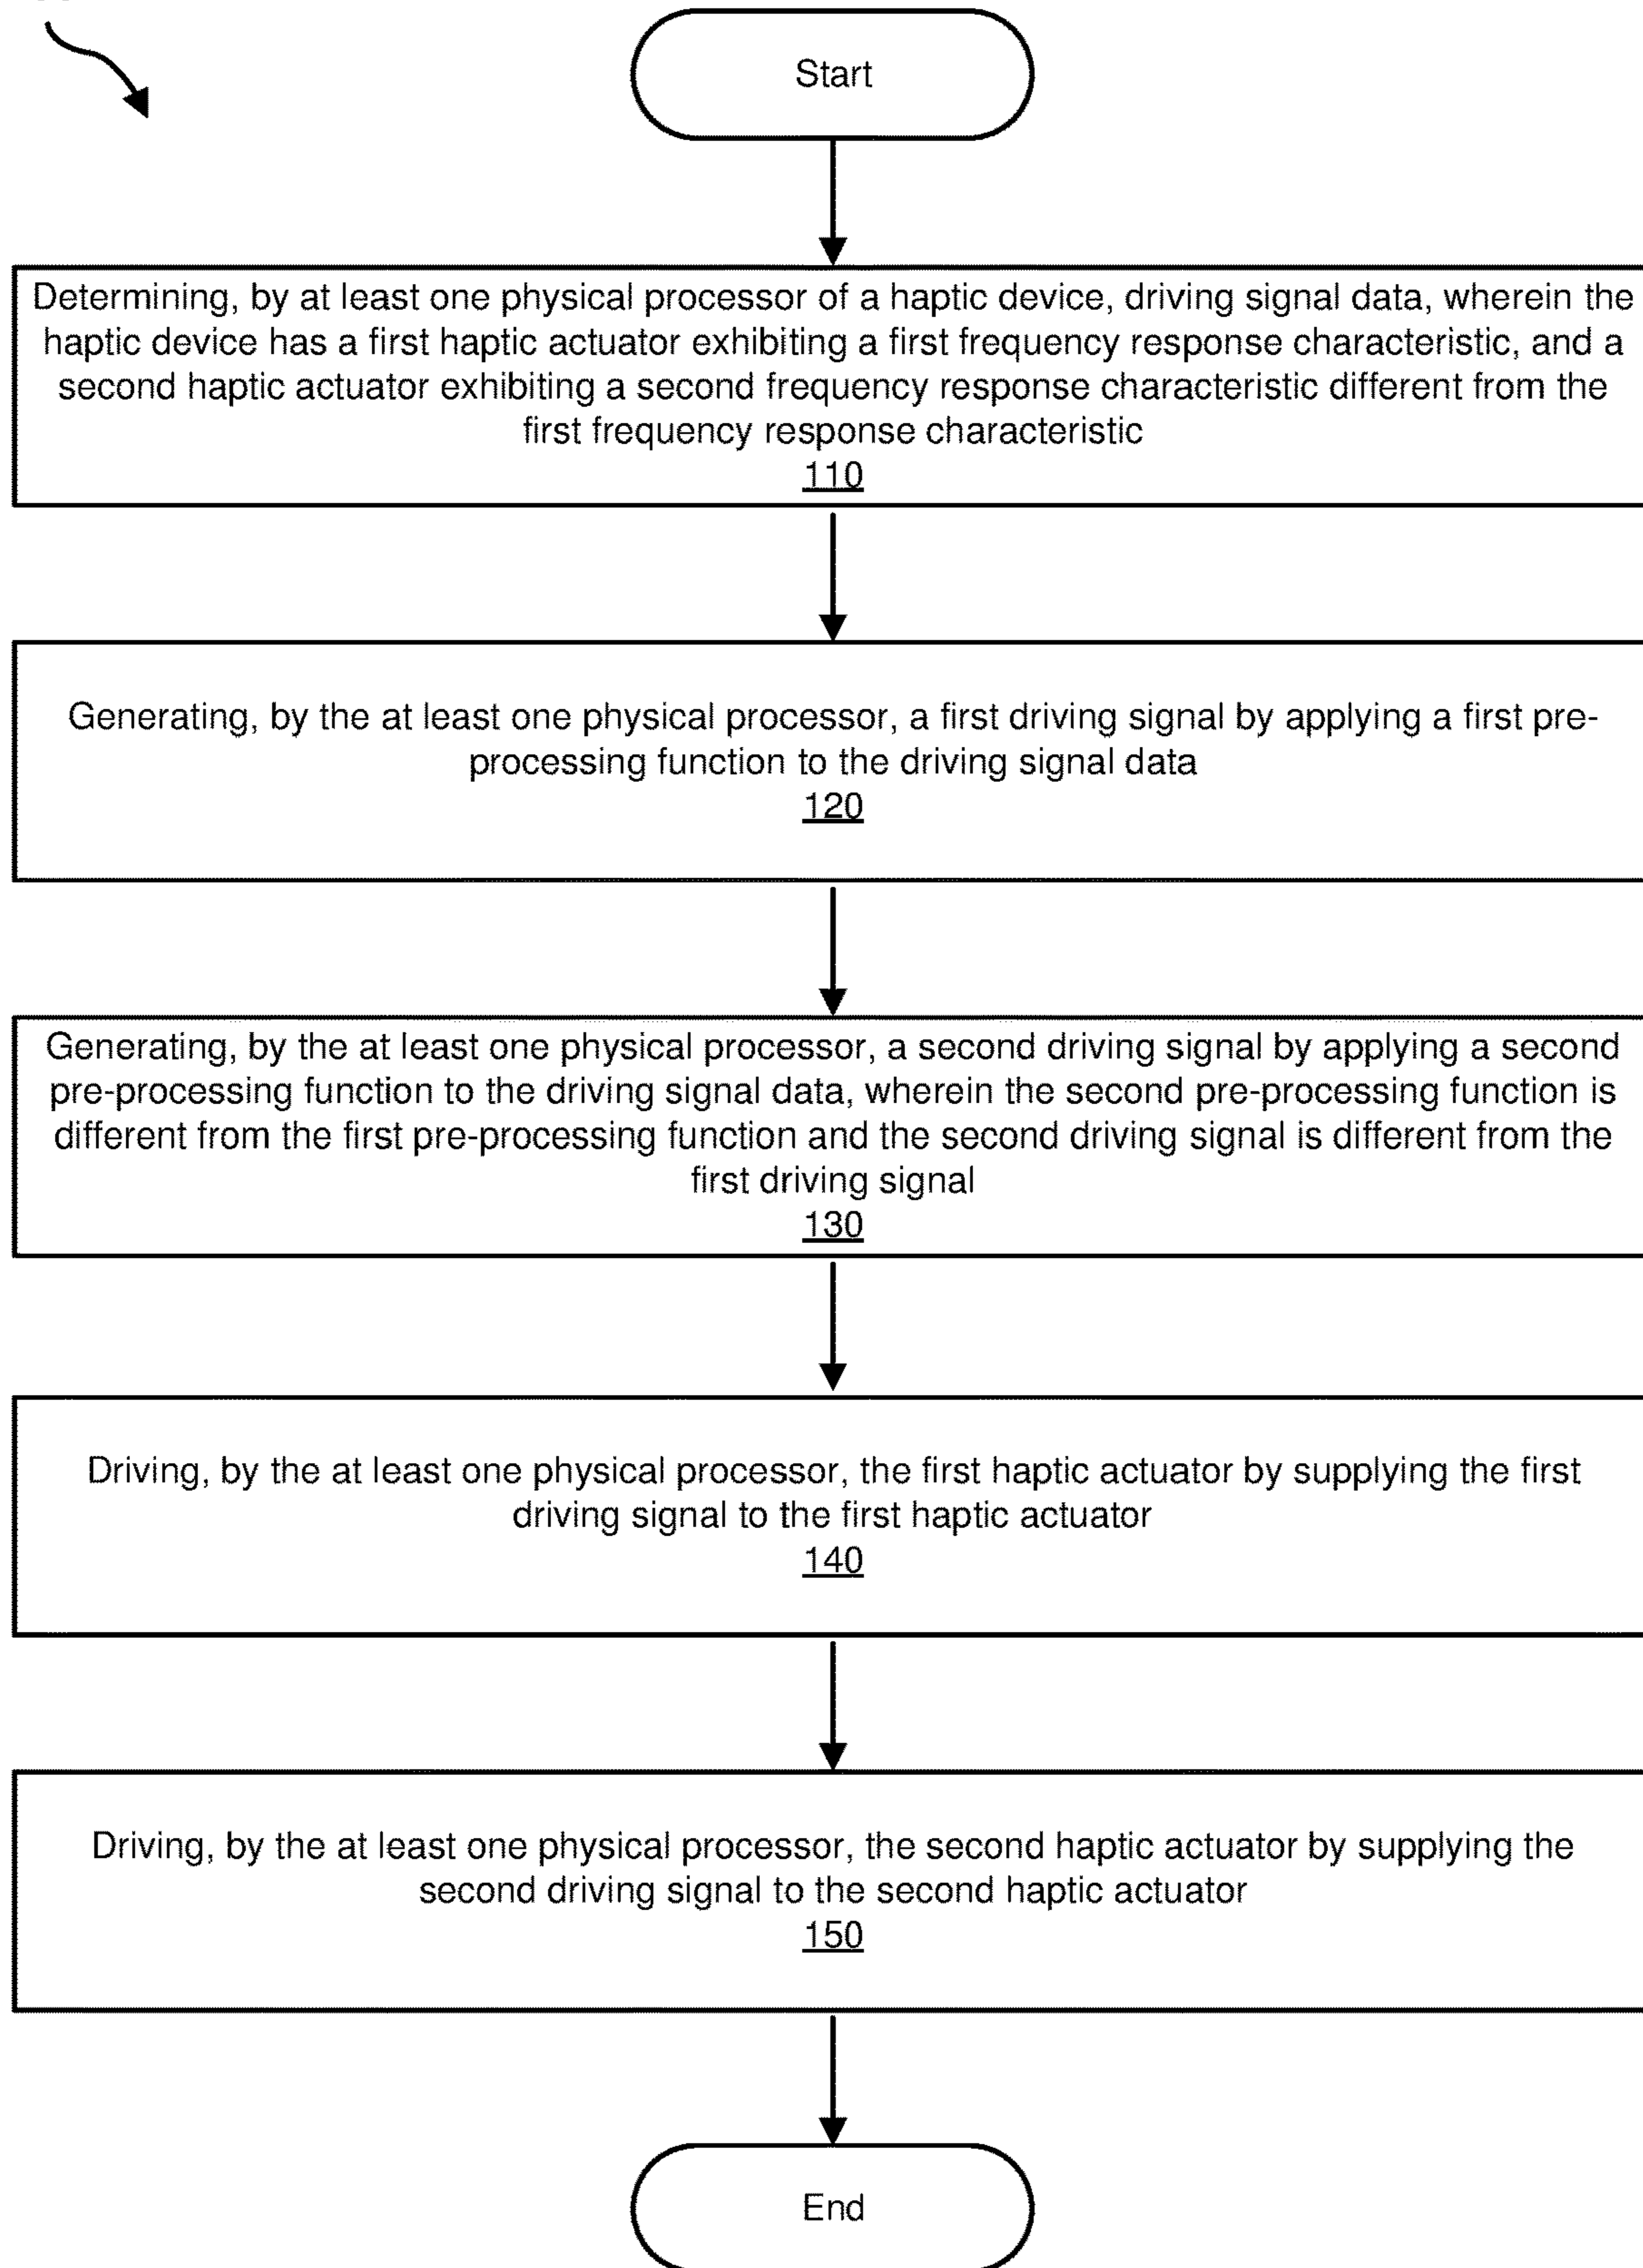 Start
Determining, by at least one physical processor of a haptic device, driving signal data, wherein the
haptic device has a first haptic actuator exhibiting a first frequency response characteristic, and a
second haptic actuator exhibiting a second frequency response characteristic different from the
first frequency response characteristic
110
Generating, by the at least one physical processor, a first driving signal by applying a first pre-
processing function to the driving signal data
120
Generating, by the at least one physical processor, a second driving signal by applying a second
pre-processing function to the driving signal data, wherein the second pre-processing function is
different from the first pre-processing function and the second driving signal is different from the
first driving signal
130
Driving, by the at least one physical processor, the first haptic actuator by supplying the first
driving signal to the first haptic actuator
140
Driving, by the at least one physical processor, the second haptic actuator by supplying the
second driving signal to the second haptic actuator
150
End